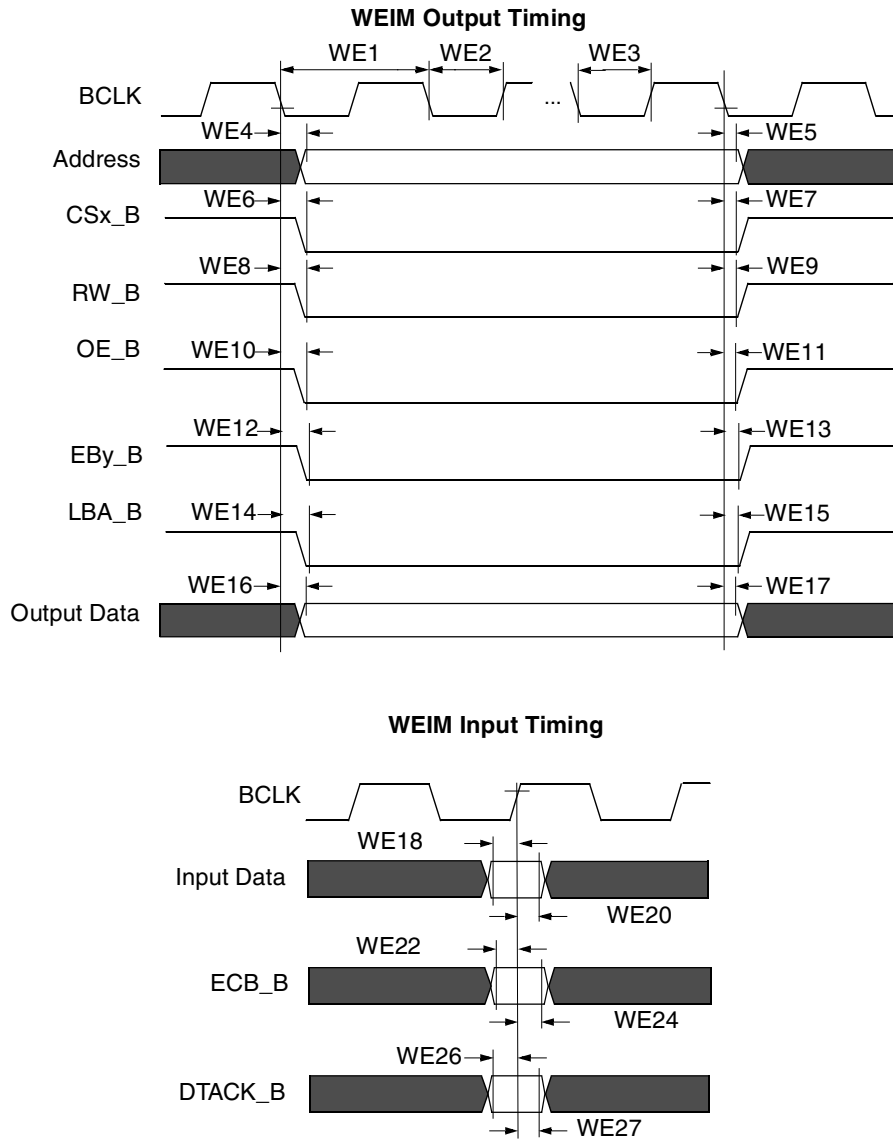 WEIM Output Timing
WE1 WE2 WE3
BCLK ...
WE4 WE5
Address
WE6 WE7
CSx_B
WE8 WE9
RW_B
OE_B
WE10 WE11
WE12 WE13
EBy_B
LBA_B
WE14 WE15
WE16 WE17
Output Data
WEIM Input Timing
BCLK
WE18
Input Data
WE20
WE22
ECB_B
WE24
WE26
DTACK_B
WE27